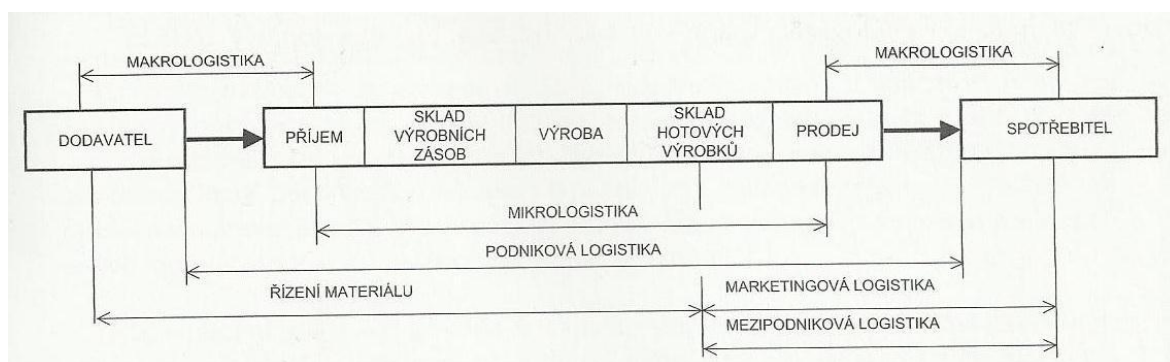 MAKROLOGISTIKA
MAKROLOGISTIKA
DODAVATEL
PŘÍJEM
SKLAD
VÝROBNÍCH
ZÁSOB
VÝROBA
SKLAD
HOTOVÝCH
VÝROBKŮ
PRODEJ
SPOTŘEBITEL
MIKROLOGISTIKA
PODNIKOVÁ LOGISTIKA
ŘÍZENÍ MATERIÁLU
MARKETINGOVÁ LOGISTIKA
MEZIPODNIKOVÁ LOGISTIKA